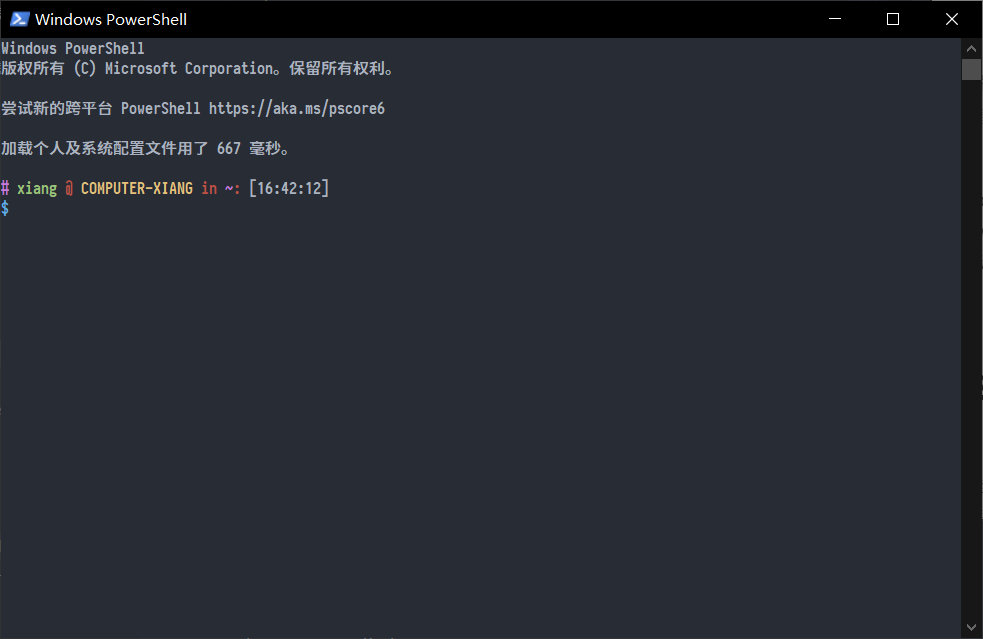 Windows PowerShell
Windows PowerShell
版权所有 (C) Microsoft Corporation。保留所有权利。
尝试新的跨平台 PowerShell https://aka.ms/pscore6
加载个人及系统配置文件用了 667 毫秒。
# xiang @ COMPUTER-XIANG in ~: [16:42:12]
$